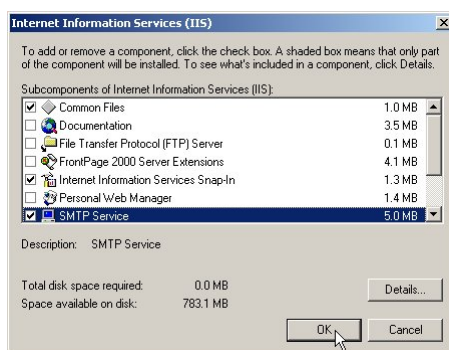 Internet Information Services (IIS)
To add or remove a component, click the check box. A shaded box means that only part
of the component will be installed. To see what's included in a component, click Details.
Subcomponents of Internet Information Services (IIS):
Common Files 1.0 MB
Documentation 3.5 MB
File Transfer Protocol (FTP) Server 0.1 MB
FrontPage 2000 Server Extensions 4.1 MB
Internet Information Services Snap-In 1.3 MB
Personal Web Manager 1.4 MB
SMTP Service 5.0 MB
Description: SMTP Service
Total disk space required: 0.0 MB
Space available on disk: 783.1 MB
Details...
OK Cancel